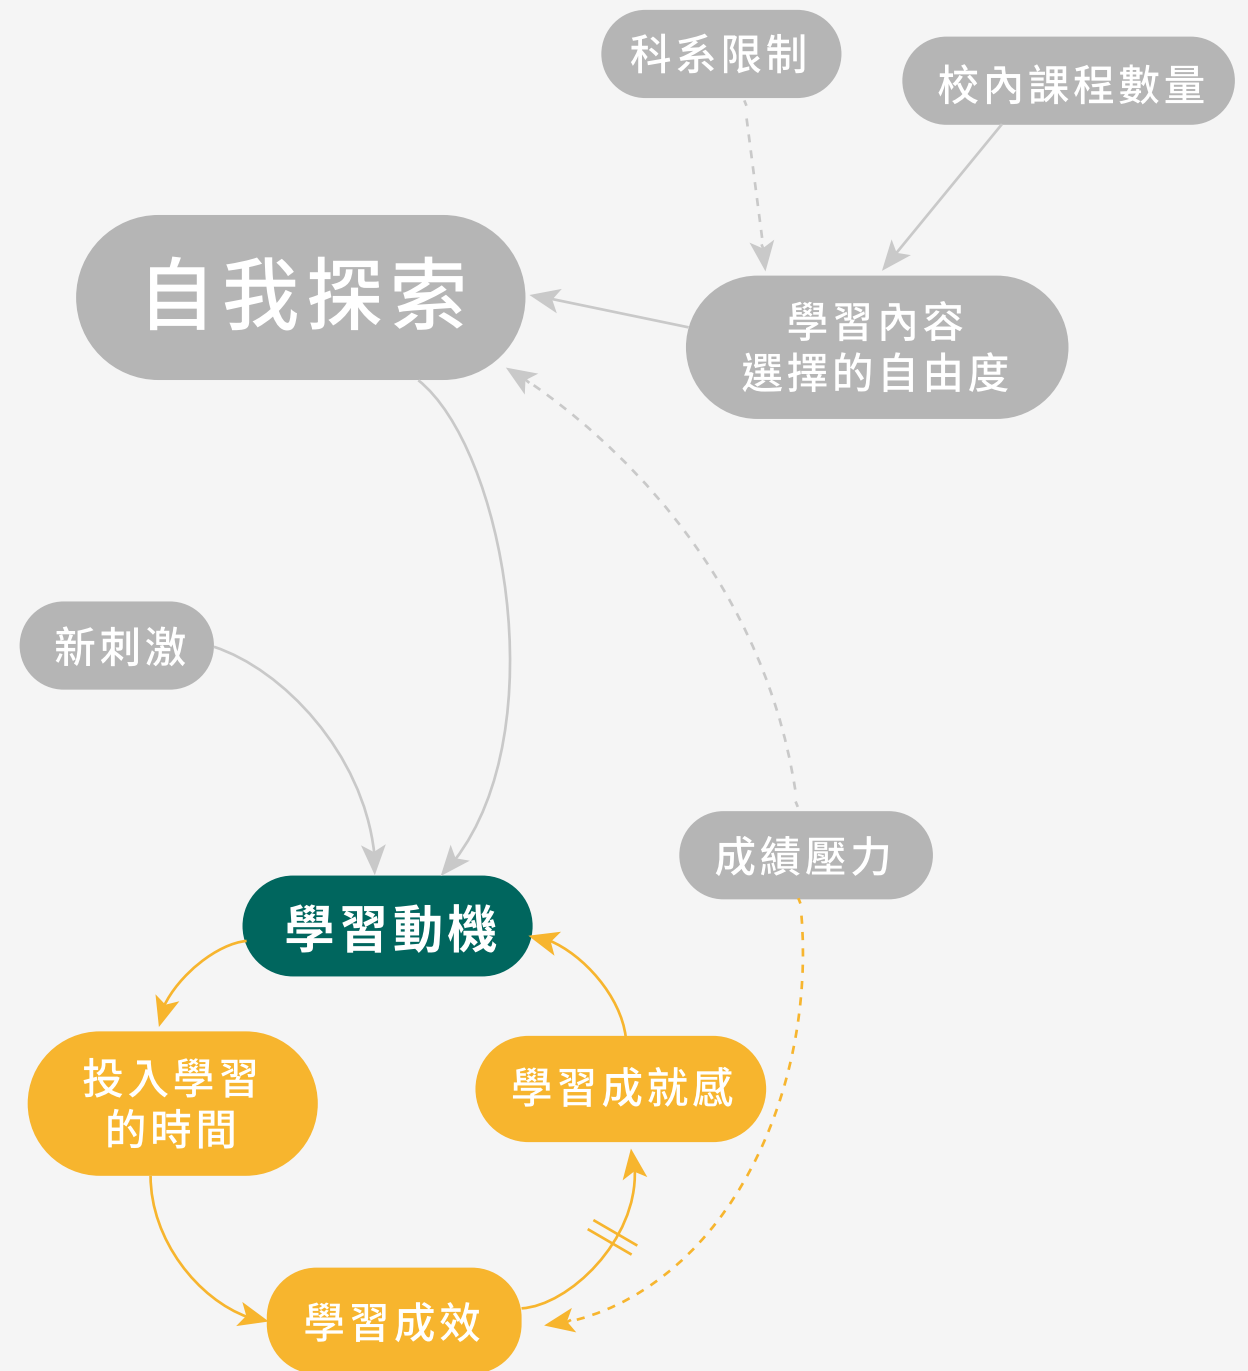 科系限制
校內課程數量
自我探索
學習內容
選擇的自由度
新刺激
成績壓力
學習動機
投入學習
的時間
學習成就感
學習成效